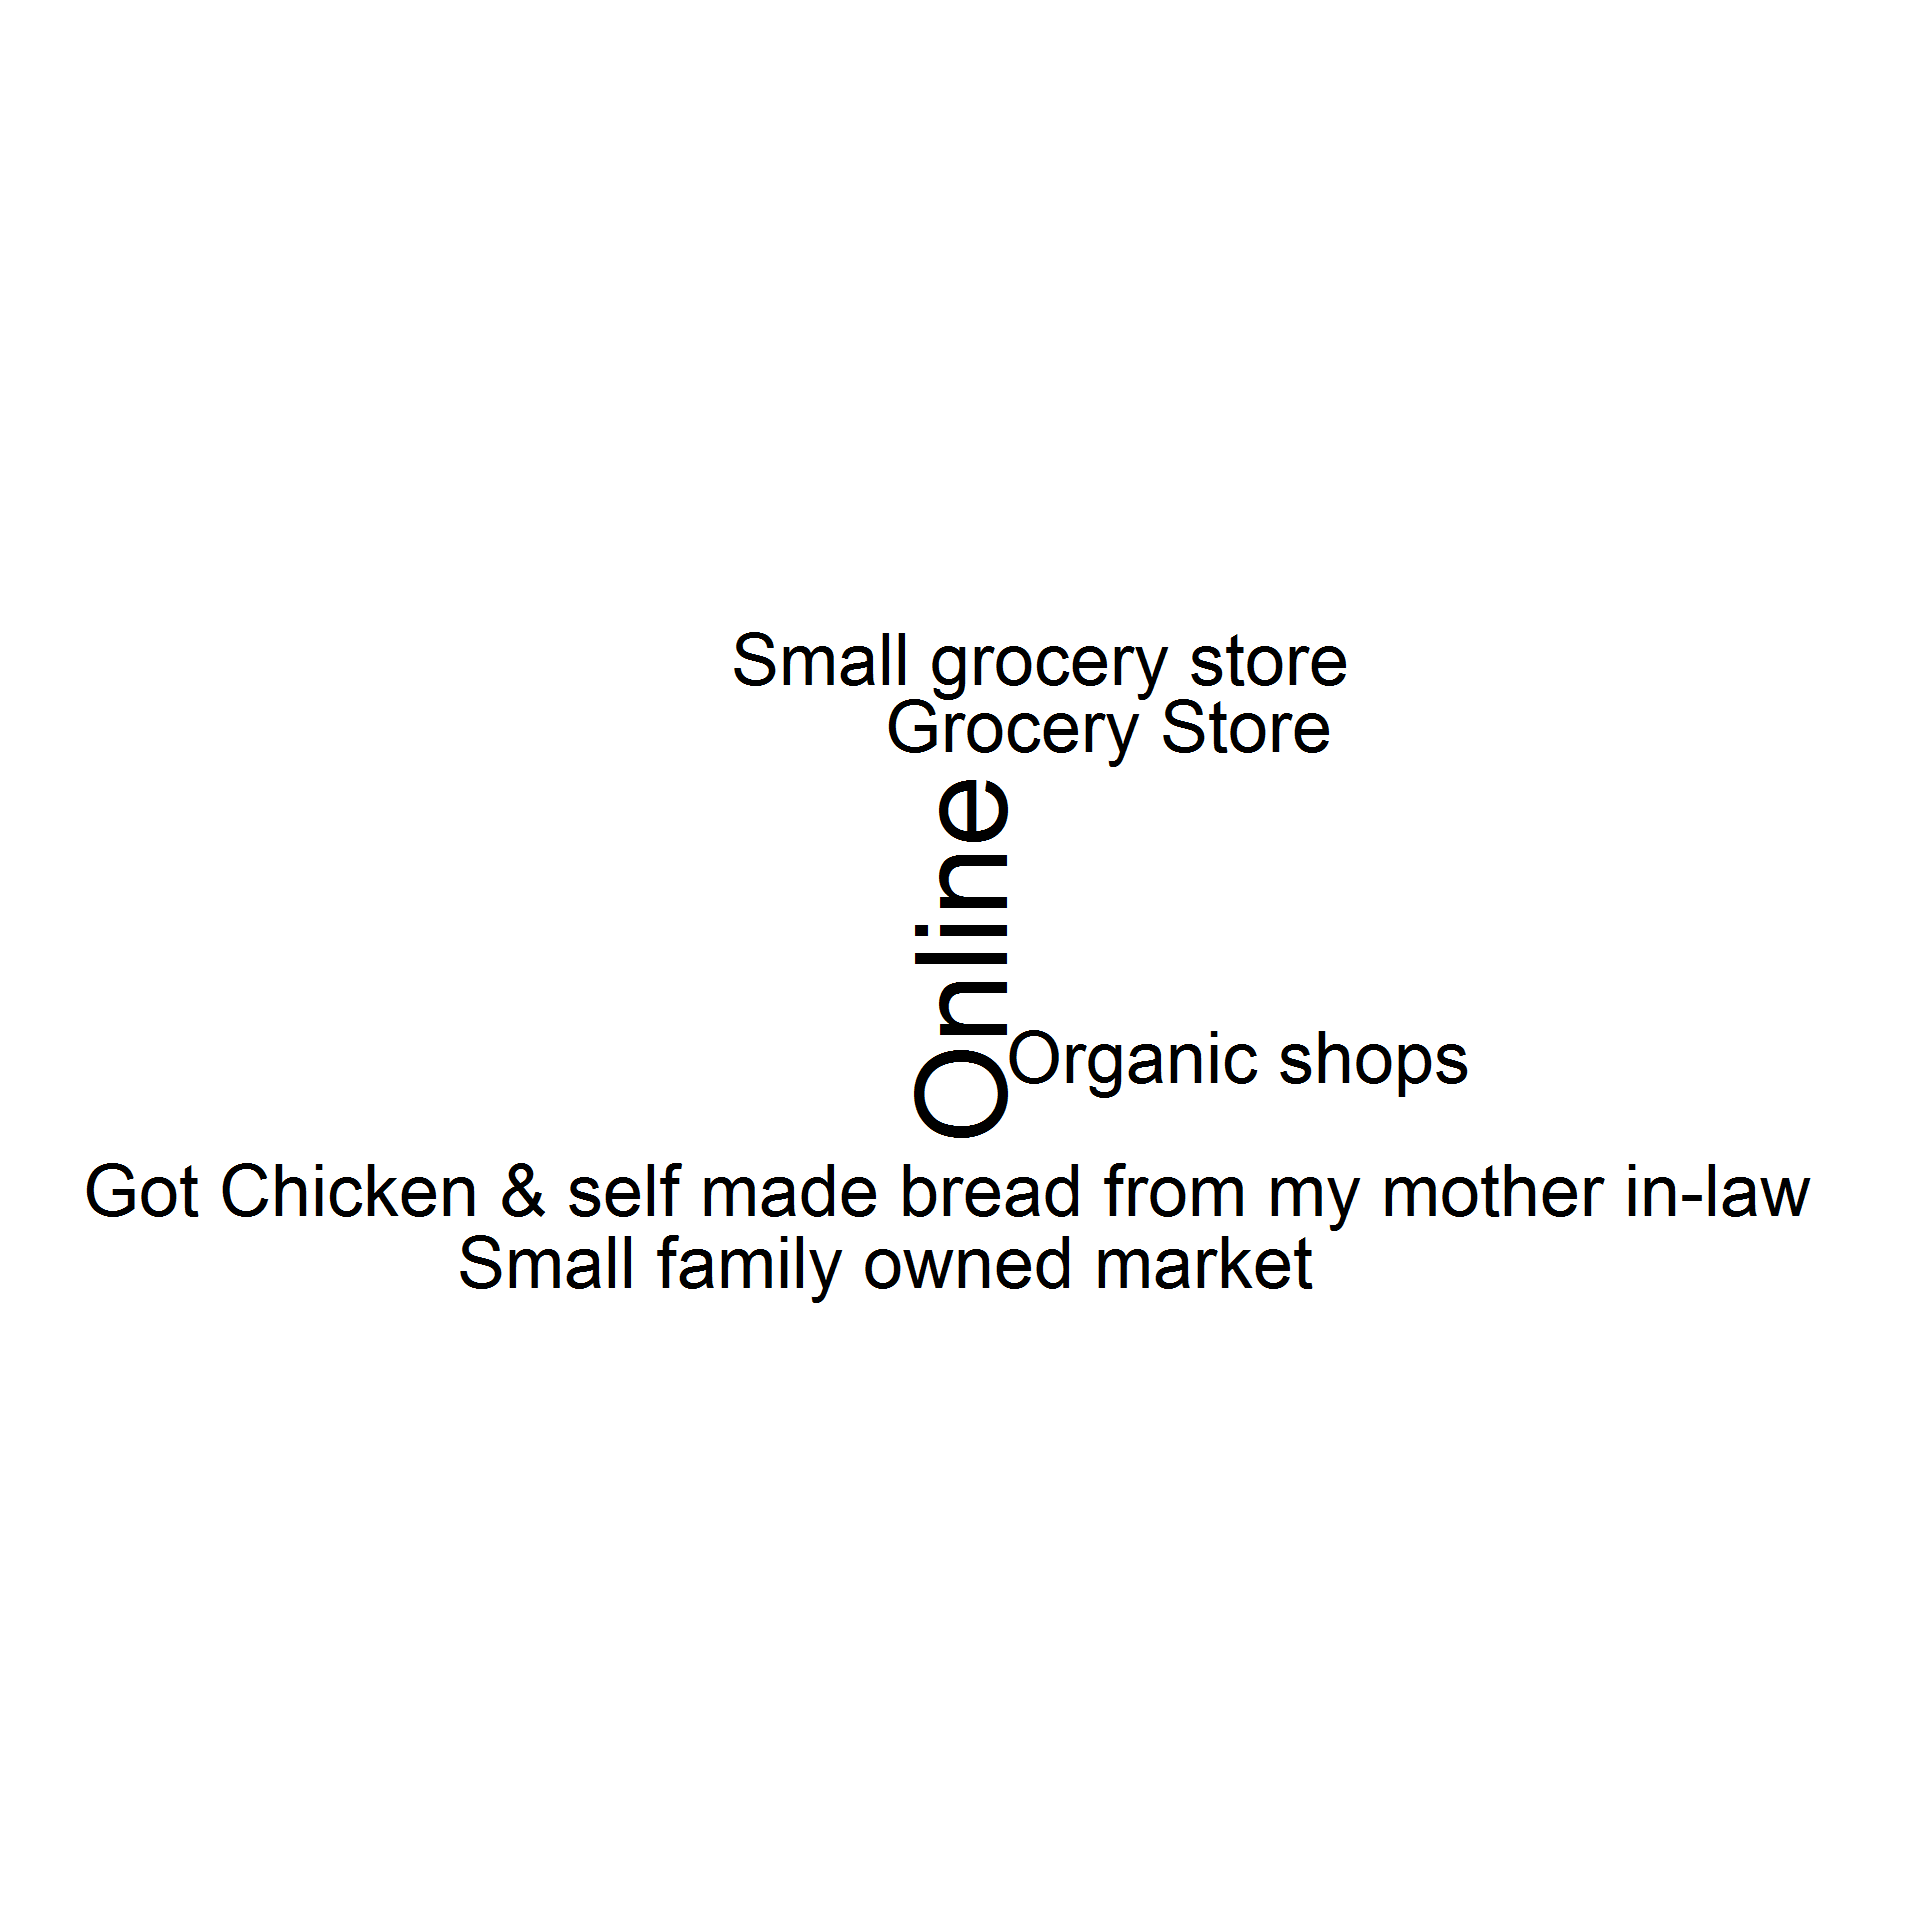 Small grocery store
Grocery Store
Online
Organic shops
Got Chicken & self made bread from my mother in-law
Small family owned market